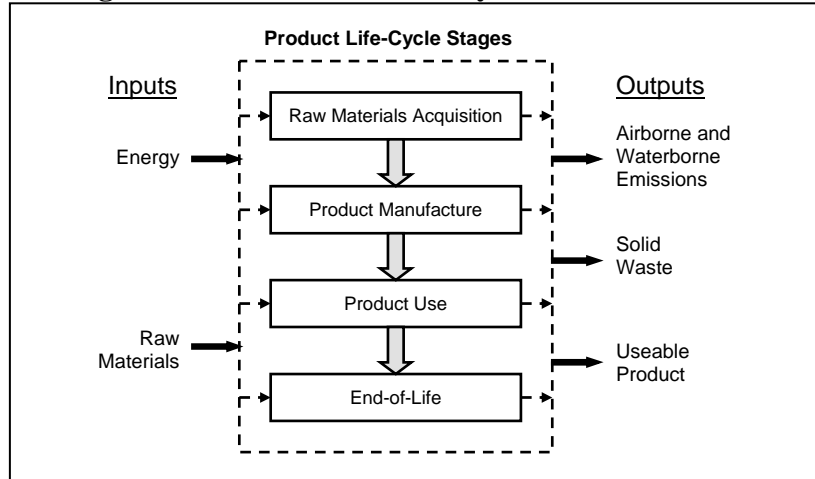 Product Life-Cycle Stages
Inputs
Outputs
Raw Materials Acquisition
Energy
Airborne and
Waterborne
Emissions
Product Manufacture
Solid
Waste
Product Use
Raw
Materials
Useable
Product
End-of-Life